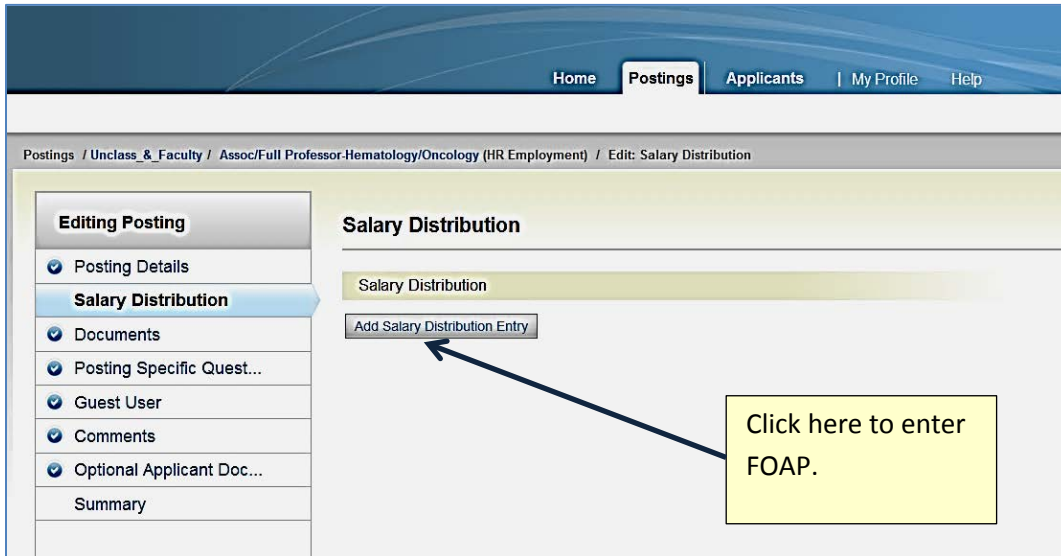 Home Postings Applicants | My Profile Help
Postings / Unclass_&_Faculty / Assoc/Full Professor-Hematology/Oncology (HR Employment) / Edit: Salary Distribution
Editing Posting
Posting Details
Salary Distribution
Documents
Posting Specific Quest...
Guest User
Comments
Optional Applicant Doc...
Summary
Salary Distribution
Salary Distribution
Add Salary Distribution Entry
Click here to enter
FOAP.